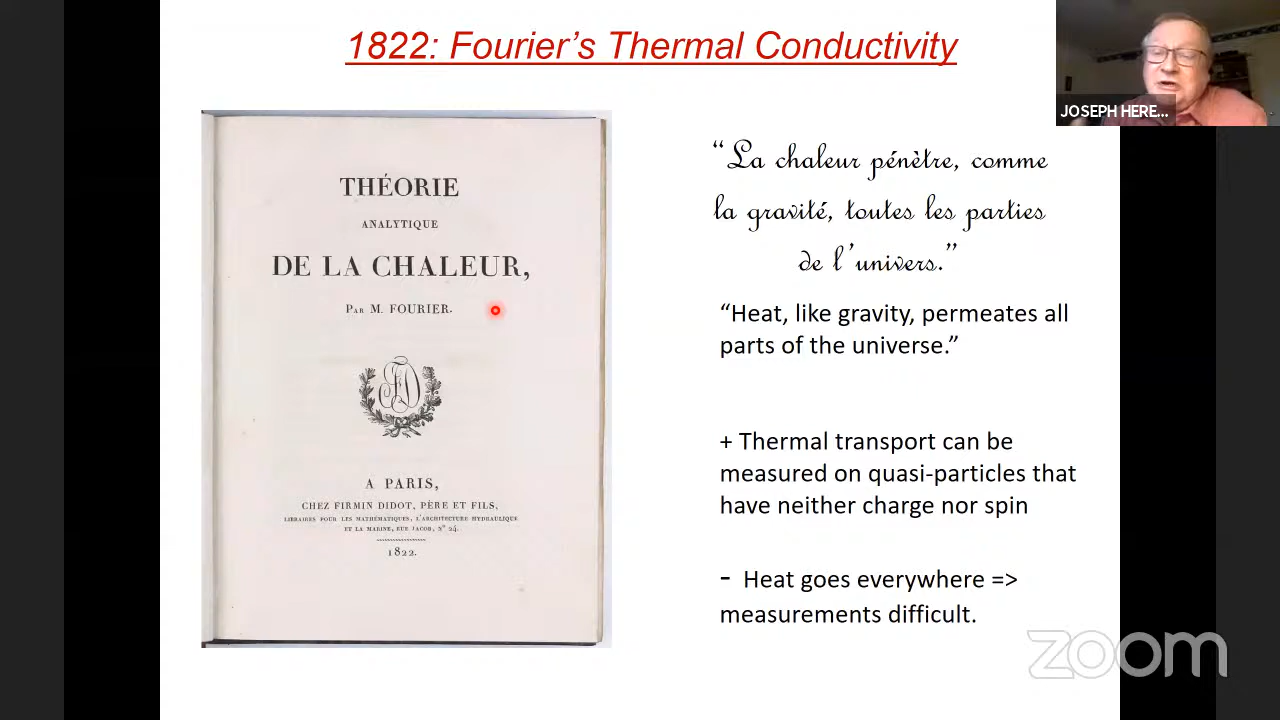 1822: Fourier’s Thermal Conductivity
JOSEPH HERE...
THÉORIE
ANALYTIQUE
DE LA CHALEUR,
PAR M. FOURIER.
A PARIS,
CHEZ FIRMIN DIDOT, PÈRE ET FILS,
LIBRAIRES POUR LES MATHÉMATIQUES, L'ARCHITECTURE HYDRAULIQUE
ET LA MARINE, RUE JACOB, Nº 24.
1822.
“La chaleur pénètre, comme
la gravité, toutes les parties
de l’univers.”
“Heat, like gravity, permeates all
parts of the universe.”
+ Thermal transport can be
measured on quasi-particles that
have neither charge nor spin
- Heat goes everywhere =>
measurements difficult.
zoom